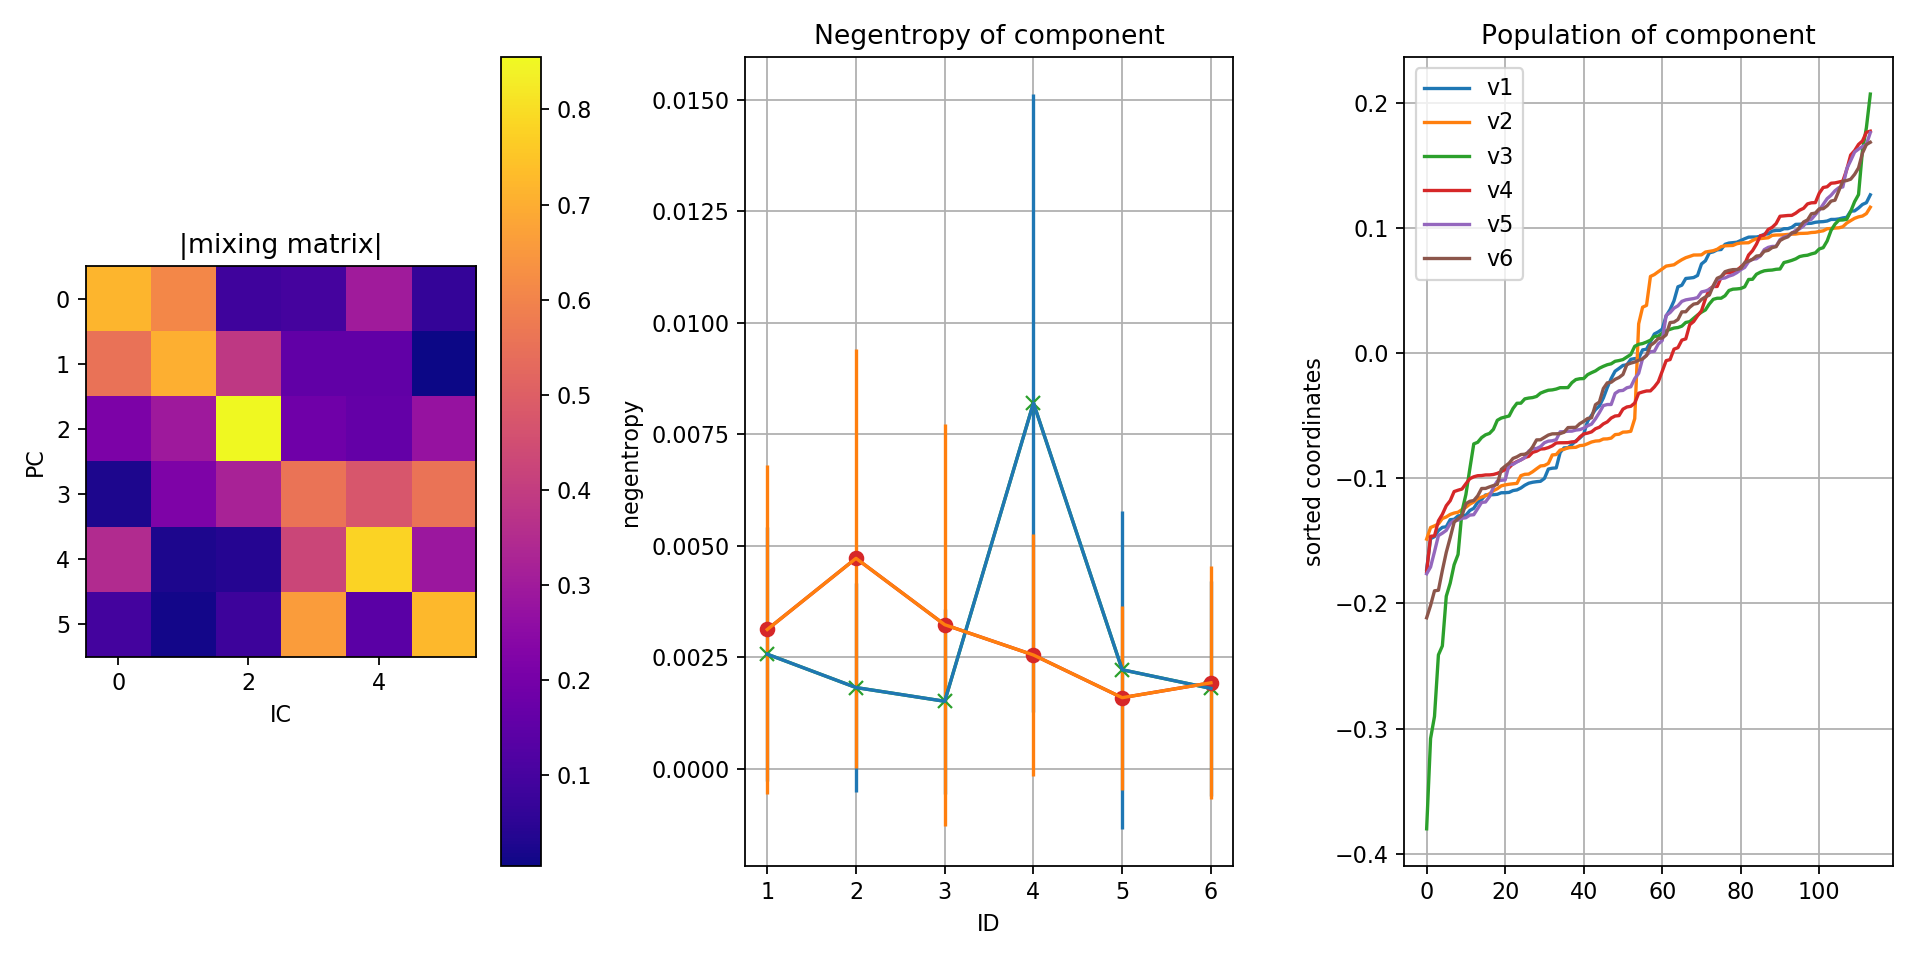 |mixing matrix|
0
1
2
3
4
5
PC
0 2 4
IC
0.8
0.7
0.6
0.5
0.4
0.3
0.2
0.1
Negentropy of component
0.0150
0.0125
0.0100
0.0075
0.0050
0.0025
0.0000
negentropy
1 2 3 4 5 6
ID
Population of component
v1
v2
v3
v4
v5
v6
0.2
0.1
0.0
−0.1
−0.2
−0.3
−0.4
sorted coordinates
0 20 40 60 80 100